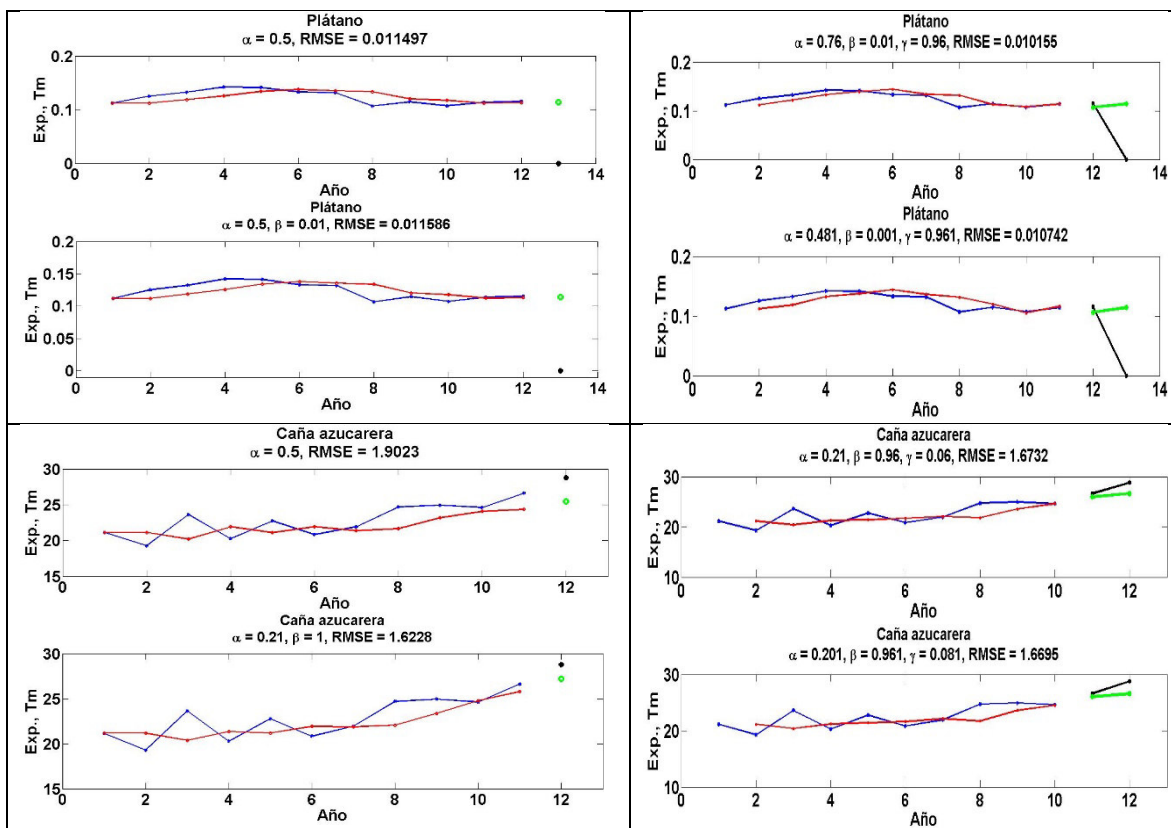 Plátano
α = 0.5, RMSE = 0.011497
0.2
0.1
0
Exp., Tm
0 2 4 6 8 10 12 14
Año
Plátano
α = 0.5, β = 0.01, RMSE = 0.011586
0.2
0.15
0.1
0.05
0
Exp., Tm
0 2 4 6 8 10 12 14
Año
Plátano
α = 0.76, β = 0.01, γ = 0.96, RMSE = 0.010155
0.2
0.1
0
Exp., Tm
0 2 4 6 8 10 12 14
Año
Plátano
α = 0.481, β = 0.001, γ = 0.961, RMSE = 0.010742
0.2
0.1
0
Exp., Tm
0 2 4 6 8 10 12 14
Año
Caña azucarera
α = 0.5, RMSE = 1.9023
30
25
20
15
Exp., Tm
0 2 4 6 8 10 12
Año
Caña azucarera
α = 0.21, β = 1, RMSE = 1.6228
30
25
20
15
Exp., Tm
0 2 4 6 8 10 12
Año
Caña azucarera
α = 0.21, β = 0.96, γ = 0.06, RMSE = 1.6732
30
20
10
Exp., Tm
0 2 4 6 8 10 12
Año
Caña azucarera
α = 0.201, β = 0.961, γ = 0.081, RMSE = 1.6695
30
20
10
Exp., Tm
0 2 4 6 8 10 12
Año